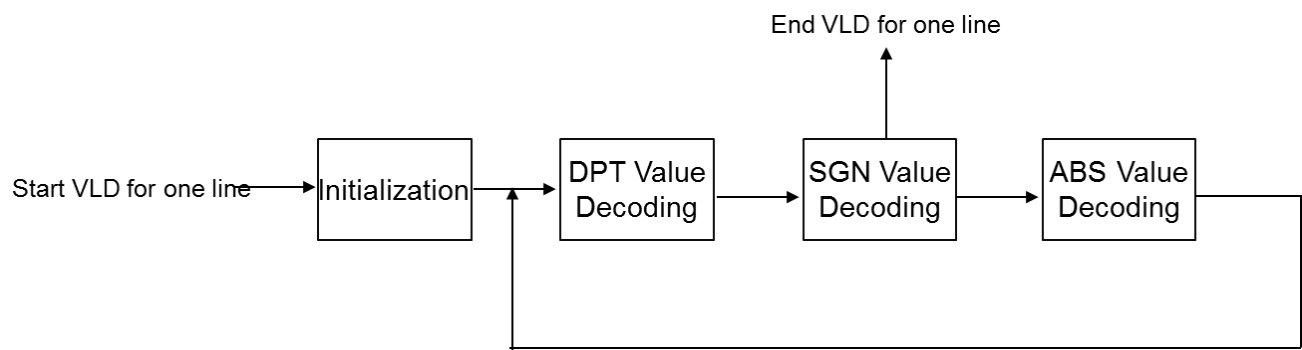 End VLD for one line
Start VLD for one line
Initialization
DPT Value
Decoding
SGN Value
Decoding
ABS Value
Decoding